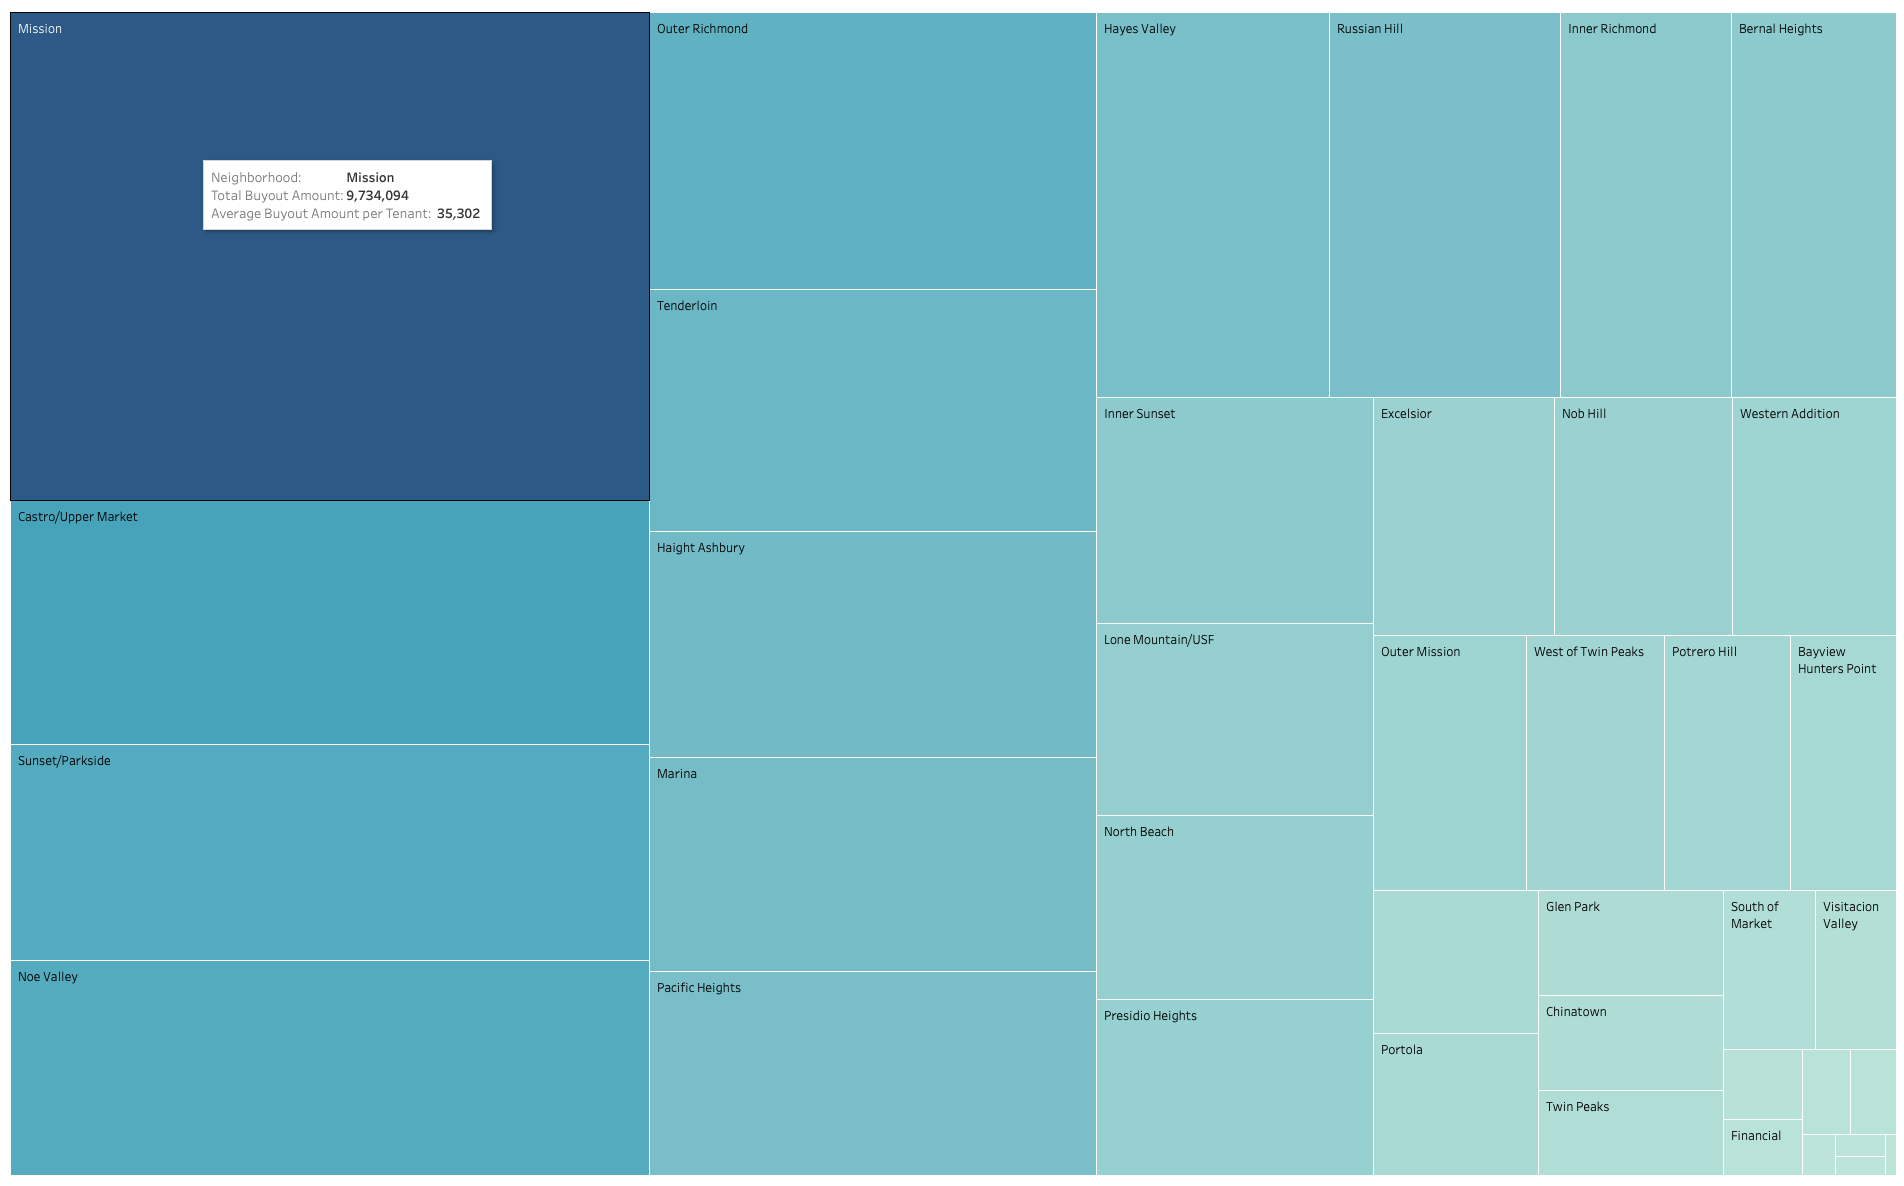 Mission
Neighborhood: Mission
Total Buyout Amount: 9,734,094
Average Buyout Amount per Tenant: 35,302
Castro/Upper Market
Sunset/Parkside
Noe Valley
Outer Richmond
Tenderloin
Haight Ashbury
Marina
Pacific Heights
Hayes Valley
Russian Hill
Inner Richmond
Bernal Heights
Inner Sunset
Lone Mountain/USF
North Beach
Presidio Heights
Excelsior
Nob Hill
Western Addition
Outer Mission
West of Twin Peaks
Potrero Hill
Bayview
Hunters Point
Portola
Glen Park
Chinatown
Twin Peaks
South of
Market
Visitacion
Valley
Financial